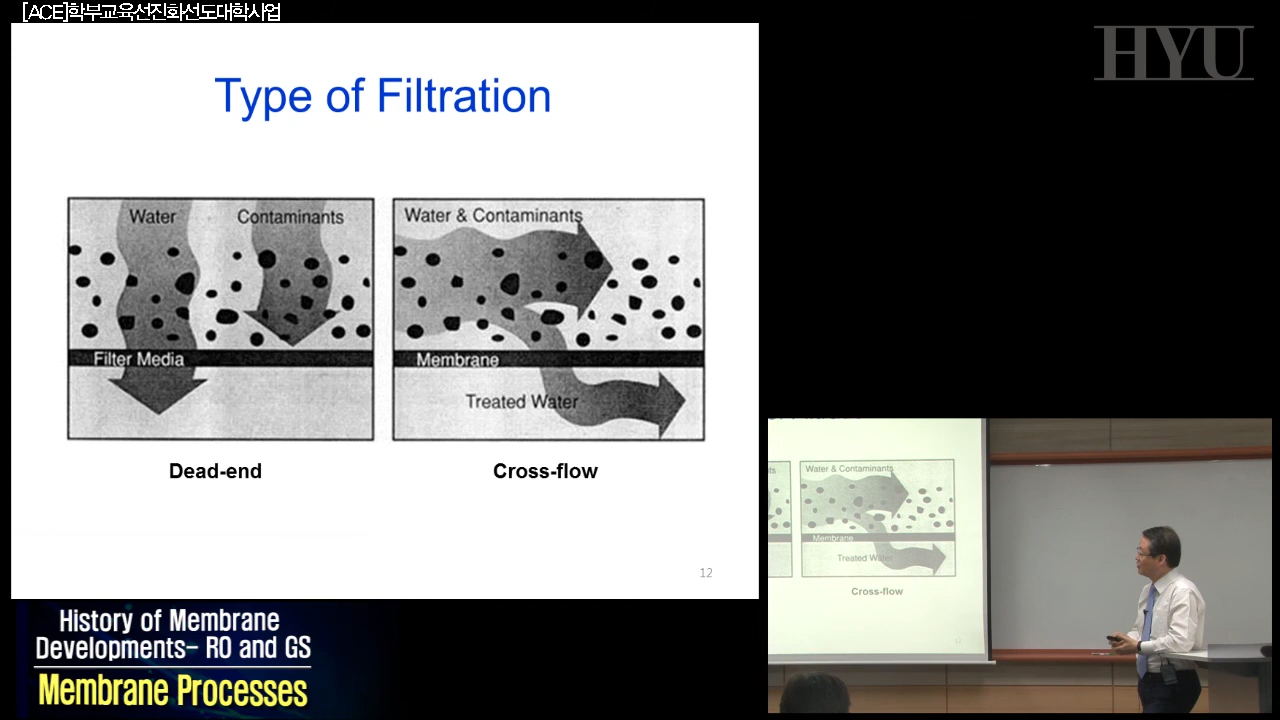 [ACE]학부교육선진화선도대학사업
HYU
Type of Filtration
Water
Contaminants
Filter Media
Dead-end
Water & Contaminants
Membrane
Treated Water
Cross-flow
12
Water & Contaminants
Membrane
Treated Water
Cross-flow
History of Membrane
Developments- RO and GS
Membrane Processes